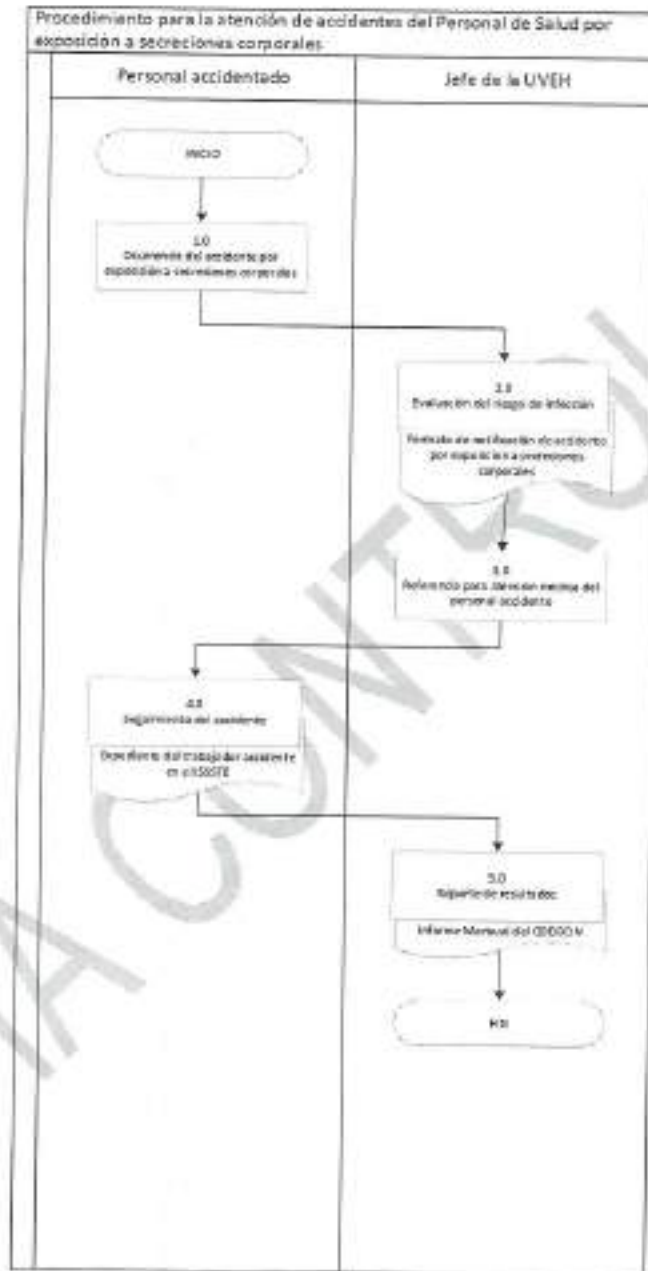 Procedimiento para la atención de accidentes del Personal de Salud por
exposición a secreciones corporales
Personal accidentado
Jefe de la UVEH
INICIO
1.0
Ocurrencia del accidente por
exposición a secreciones corporales
2.0
Evaluación del riesgo de infección
Formato de notificación de accidente
por exposición a secreciones
corporales
3.0
Referencia para atención médica del
personal accidente
4.0
Seguimiento del accidente
Expediente del trabajador accidente
en el ISSSTE
5.0
Reporte de resultados
Informe Mensual del
FIN